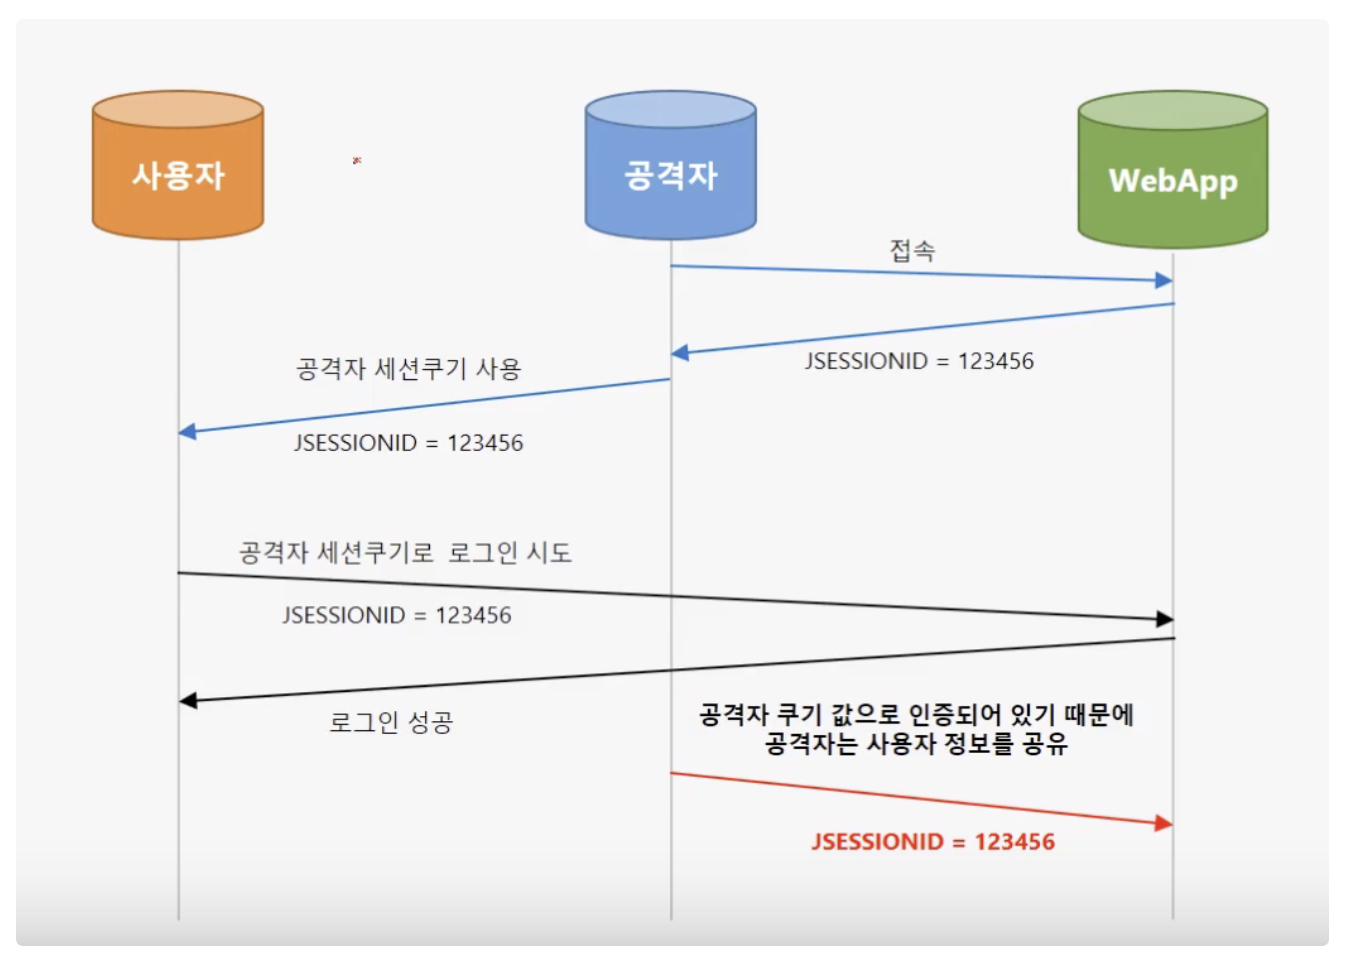 사용자
공격자
WebApp
접속
JSESSIONID = 123456
공격자 세션쿠기 사용
JSESSIONID = 123456
공격자 세션쿠기로 로그인 시도
JSESSIONID = 123456
로그인 성공
공격자 쿠기 값으로 인증되어 있기 때문에
공격자는 사용자 정보를 공유
JSESSIONID = 123456